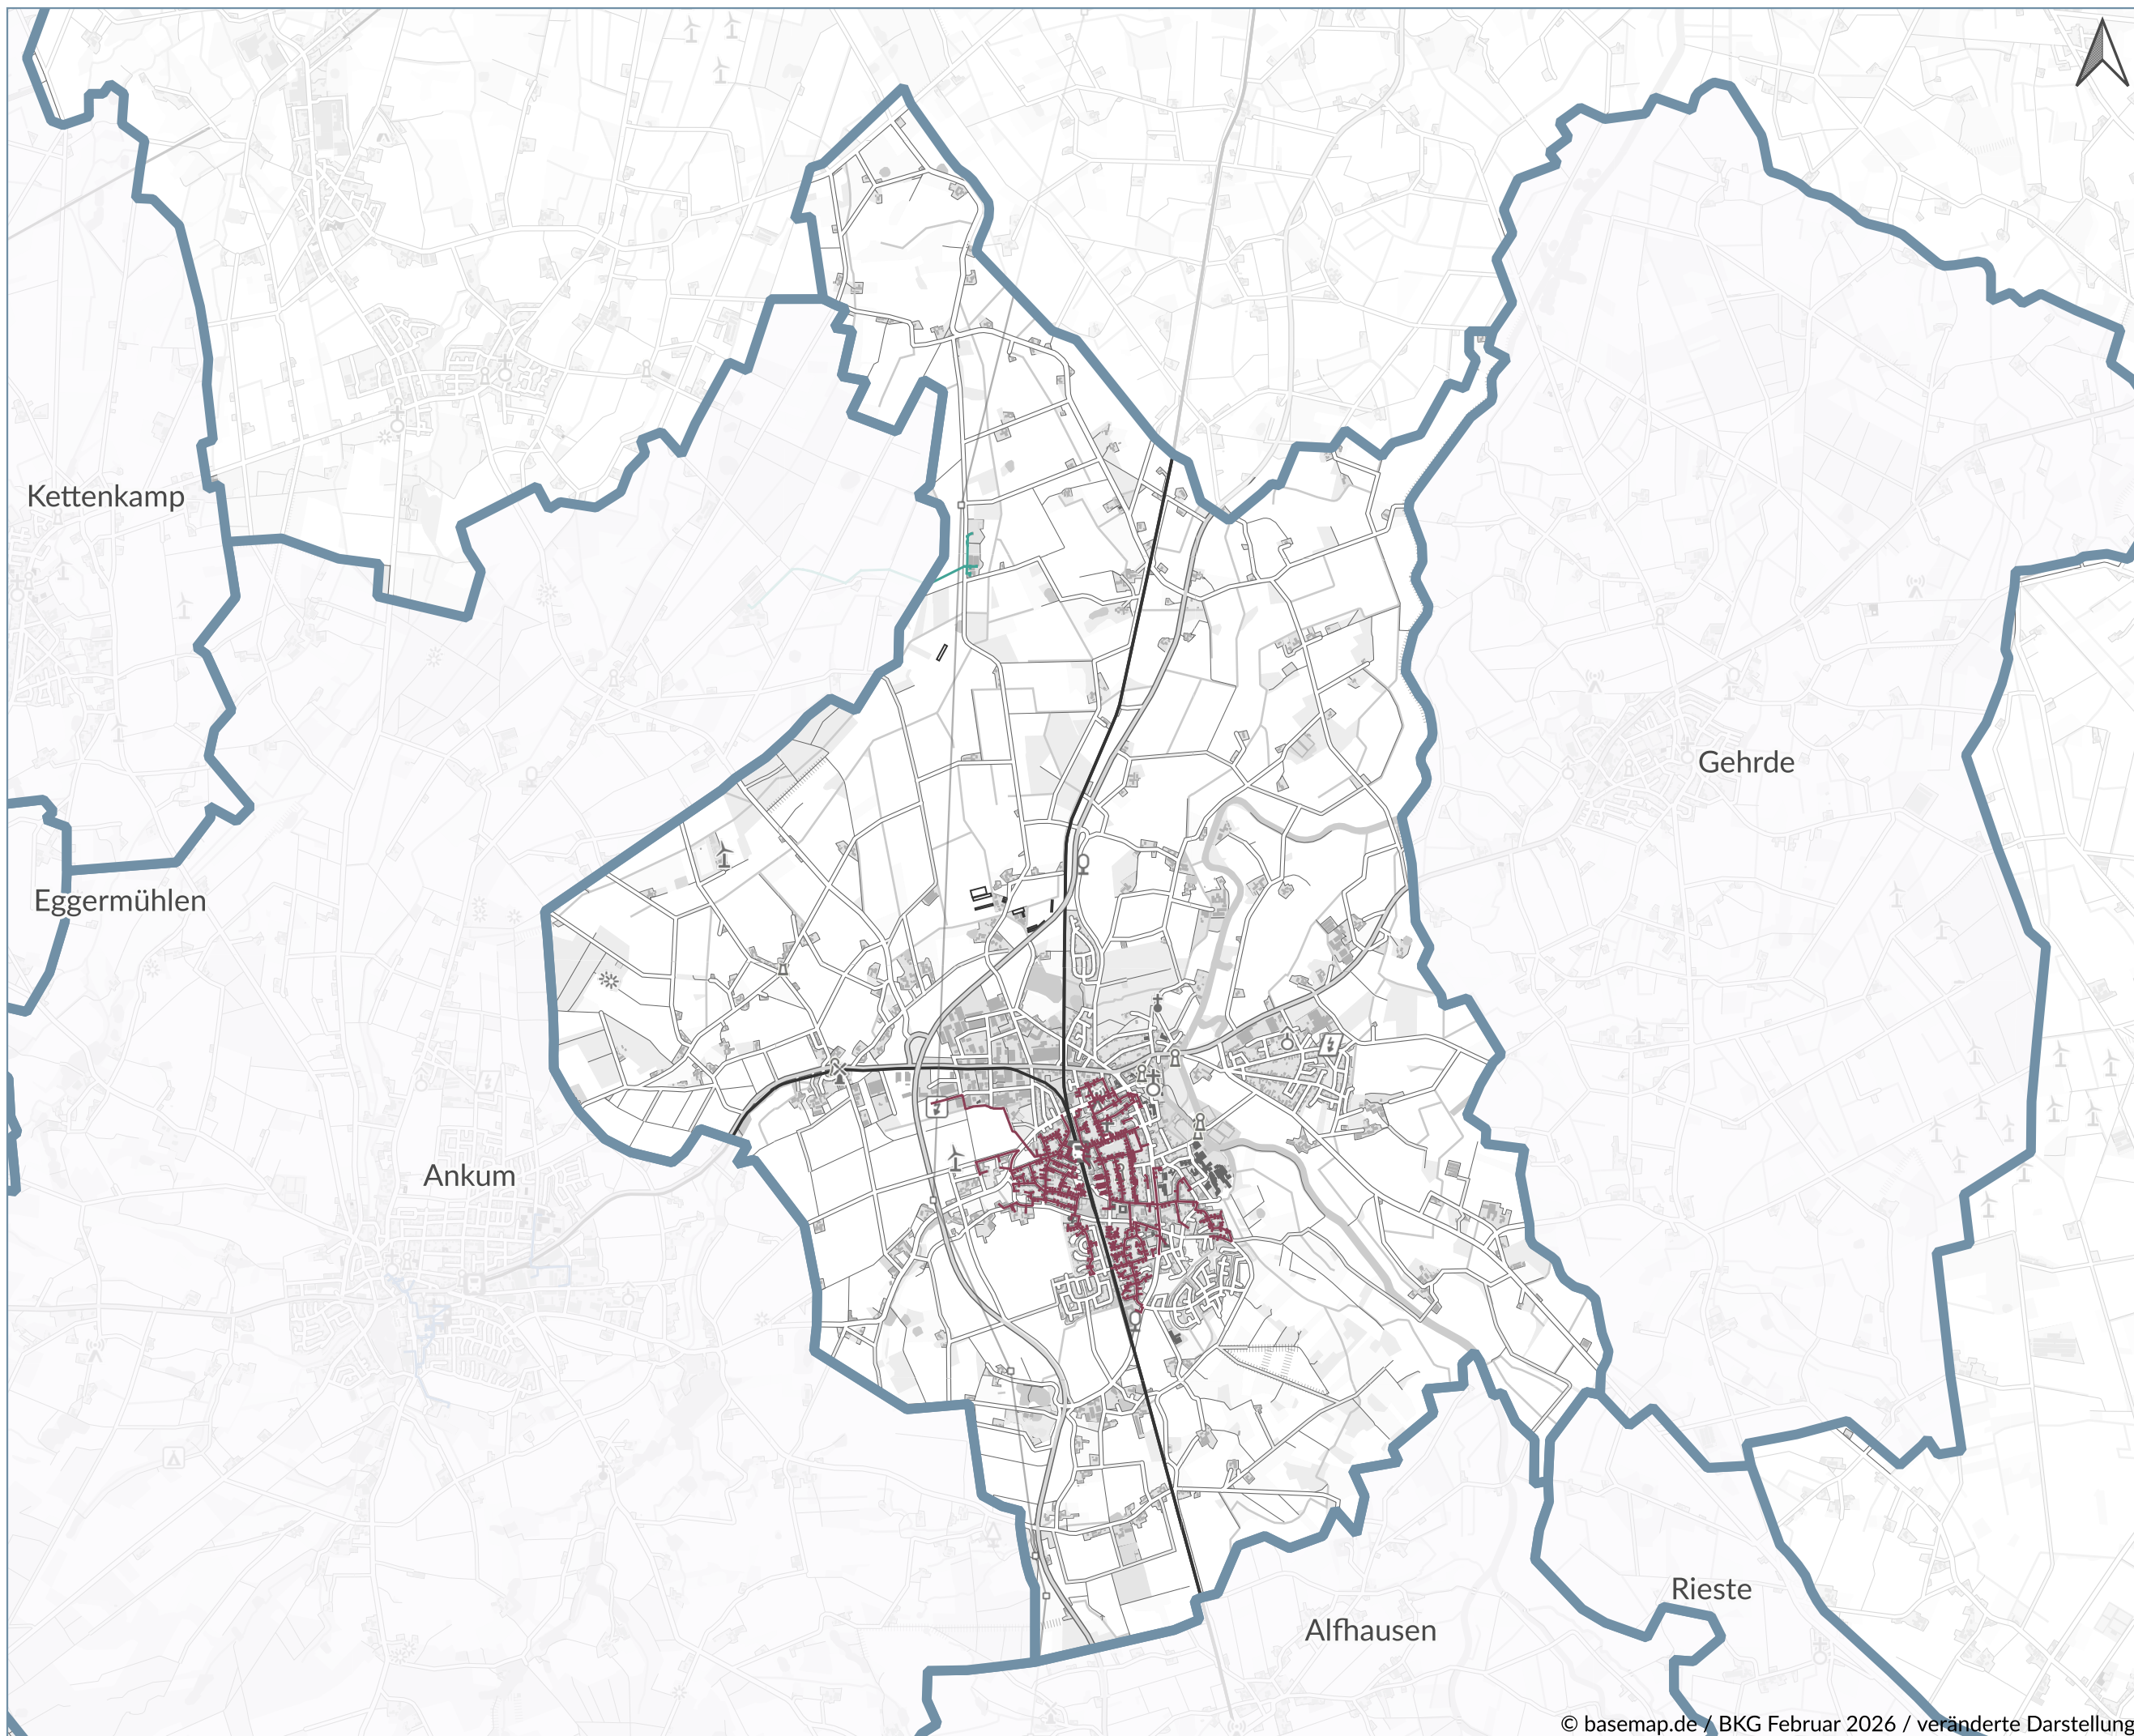 Kettenkamp
Gehrde
Eggermühlen
Ankum
Rieste
Alfhausen
© basemap.de / BKG Februar 2026 / veränderte Darstellung